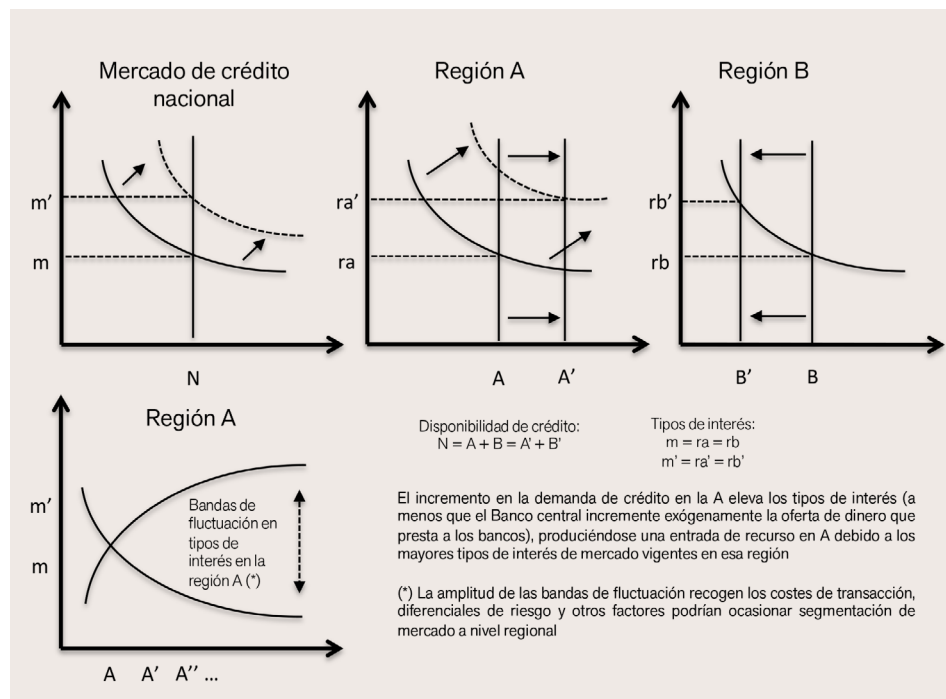 Mercado de crédito
nacional
m'
m
N
Región A
ra'
ra
A
A'
Región B
rb'
rb
B'
B
Región A
m'
m
Bandas de
fluctuación en
tipos de
interés en la
región A (*)
A
A'
A'' ...
Disponibilidad de crédito:
N = A + B = A' + B'
Tipos de interés:
m = ra = rb
m' = ra' = rb'
El incremento en la demanda de crédito en la A eleva los tipos de interés (a
menos que el Banco central incremente exógenamente la oferta de dinero que
presta a los bancos), produciéndose una entrada de recurso en A debido a los
mayores tipos de interés de mercado vigentes en esa región
(*) La amplitud de las bandas de fluctuación recogen los costes de transacción,
diferenciales de riesgo y otros factores podrían ocasionar segmentación de
mercado a nivel regional